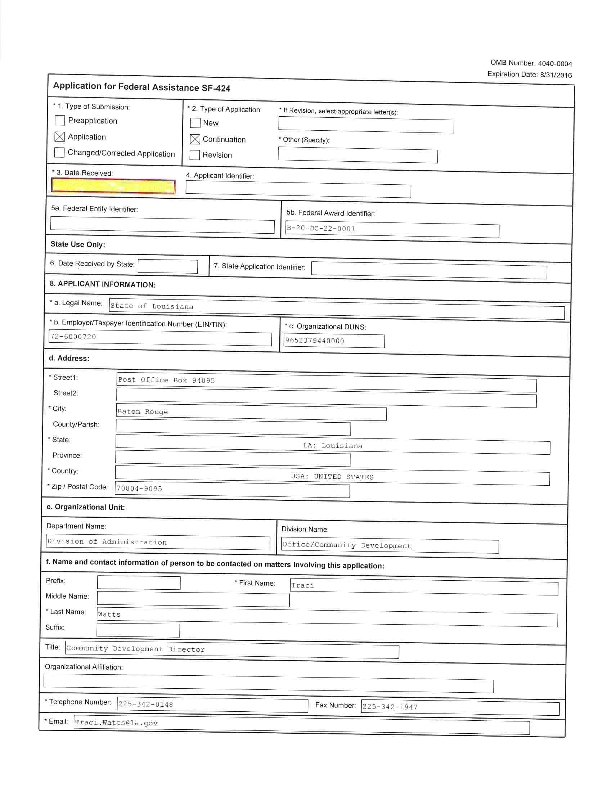 OMB Number: 4040-0004
Expiration Date: 8/31/2016
Application for Federal Assistance SF-424
* 1. Type of Submission:
Preapplication
Application
Changed/Corrected Application
* 2. Type of Application:
New
Continuation
Revision
* If Revision, select appropriate letter(s):
* Other (Specify):
* 3. Date Received:
4. Applicant Identifier:
5a. Federal Entity Identifier:
5b. Federal Award Identifier:
B-20-DC-22-0001
State Use Only:
6. Date Received by State:
7. State Application Identifier:
8. APPLICANT INFORMATION:
* a. Legal Name: State of Louisiana
* b. Employer/Taxpayer Identification Number (EIN/TIN):
72-6000720
* c. Organizational DUNS:
d. Address:
* Street1: Post Office Box 94095
Street2:
* City: Baton Rouge
County/Parish:
* State: LA: Louisiana
Province:
* Country: USA: UNITED STATES
* Zip / Postal Code: 70804-9095
e. Organizational Unit:
Department Name:
Division of Administration
Division Name:
Office/Community Development
f. Name and contact information of person to be contacted on matters involving this application:
Prefix:
* First Name: Traci
Middle Name:
* Last Name: Watts
Suffix:
Title: Community Development Director
Organizational Affiliation:
* Telephone Number:
Fax Number: 225-342-1947
* Email: Traci.Watts@la.gov